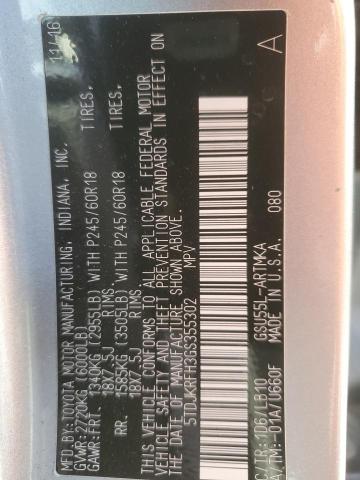 MFD.BY:TOYOTA MOTOR MANUFACTURING, INDIANA, INC. 11/16
GVWR:2720KG (6000LB)
GAWR:FR. 1340KG (2955LB) WITH P245/60R18 TIRES,
18X7.5J RIMS,
RR. 1585KG (3505LB) WITH P245/60R18 TIRES,
18X7.5J RIMS.
THIS VEHICLE CONFORMS TO ALL APPLICABLE FEDERAL MOTOR
VEHICLE SAFETY AND THEFT PREVENTION STANDARDS IN EFFECT ON
THE DATE OF MANUFACTURE SHOWN ABOVE.
5TDJKRFH3GS355302 MPV
C/TR:1D6/LB10 GSU55L-ARTMKA
A/TM:-01A/U660F MADE IN U.S.A. 080
A